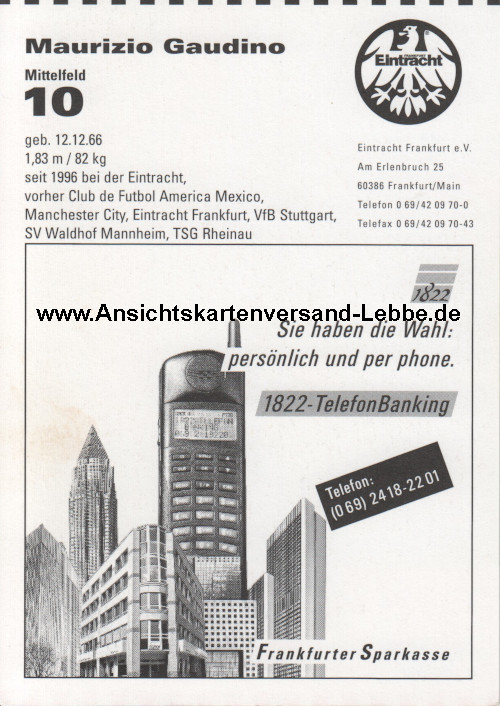 Maurizio Gaudino
Mittelfeld
10
geb. 12.12.66
1,83 m / 82 kg
seit 1996 bei der Eintracht,
vorher Club de Futbol America Mexico,
Manchester City, Eintracht Frankfurt, VfB Stuttgart,
SV Waldhof Mannheim, TSG Rheinau
Eintracht
Eintracht Frankfurt e.V.
Am Erlenbruch 25
60386 Frankfurt/Main
Telefon 0 69/42 09 70-0
Telefax 0 69/42 09 70-43
1822
www.Ansichtskartenversand-Lebbe.de
Sie haben die Wahl:
persönlich und per phone.
1822-TelefonBanking
Telefon:
(0 69) 24 18-22 01
Frankfurter Sparkasse